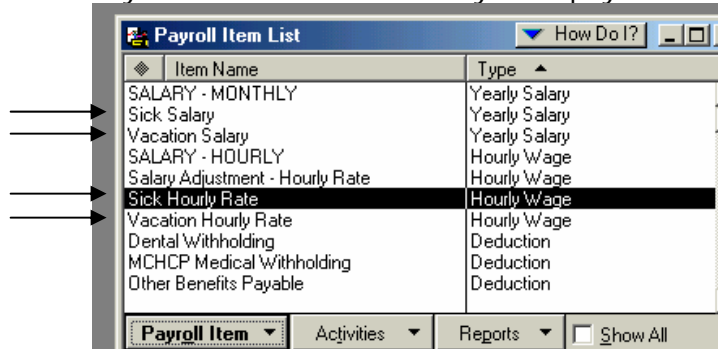 Payroll Item List How Do I?
Item Name Type
SALARY - MONTHLY Yearly Salary
Sick Salary Yearly Salary
Vacation Salary Yearly Salary
SALARY - HOURLY Hourly Wage
Salary Adjustment - Hourly Rate Hourly Wage
Sick Hourly Rate Hourly Wage
Vacation Hourly Rate Hourly Wage
Dental Withholding Deduction
MCHCP Medical Withholding Deduction
Other Benefits Payable Deduction
Payroll Item Activities Reports Show All